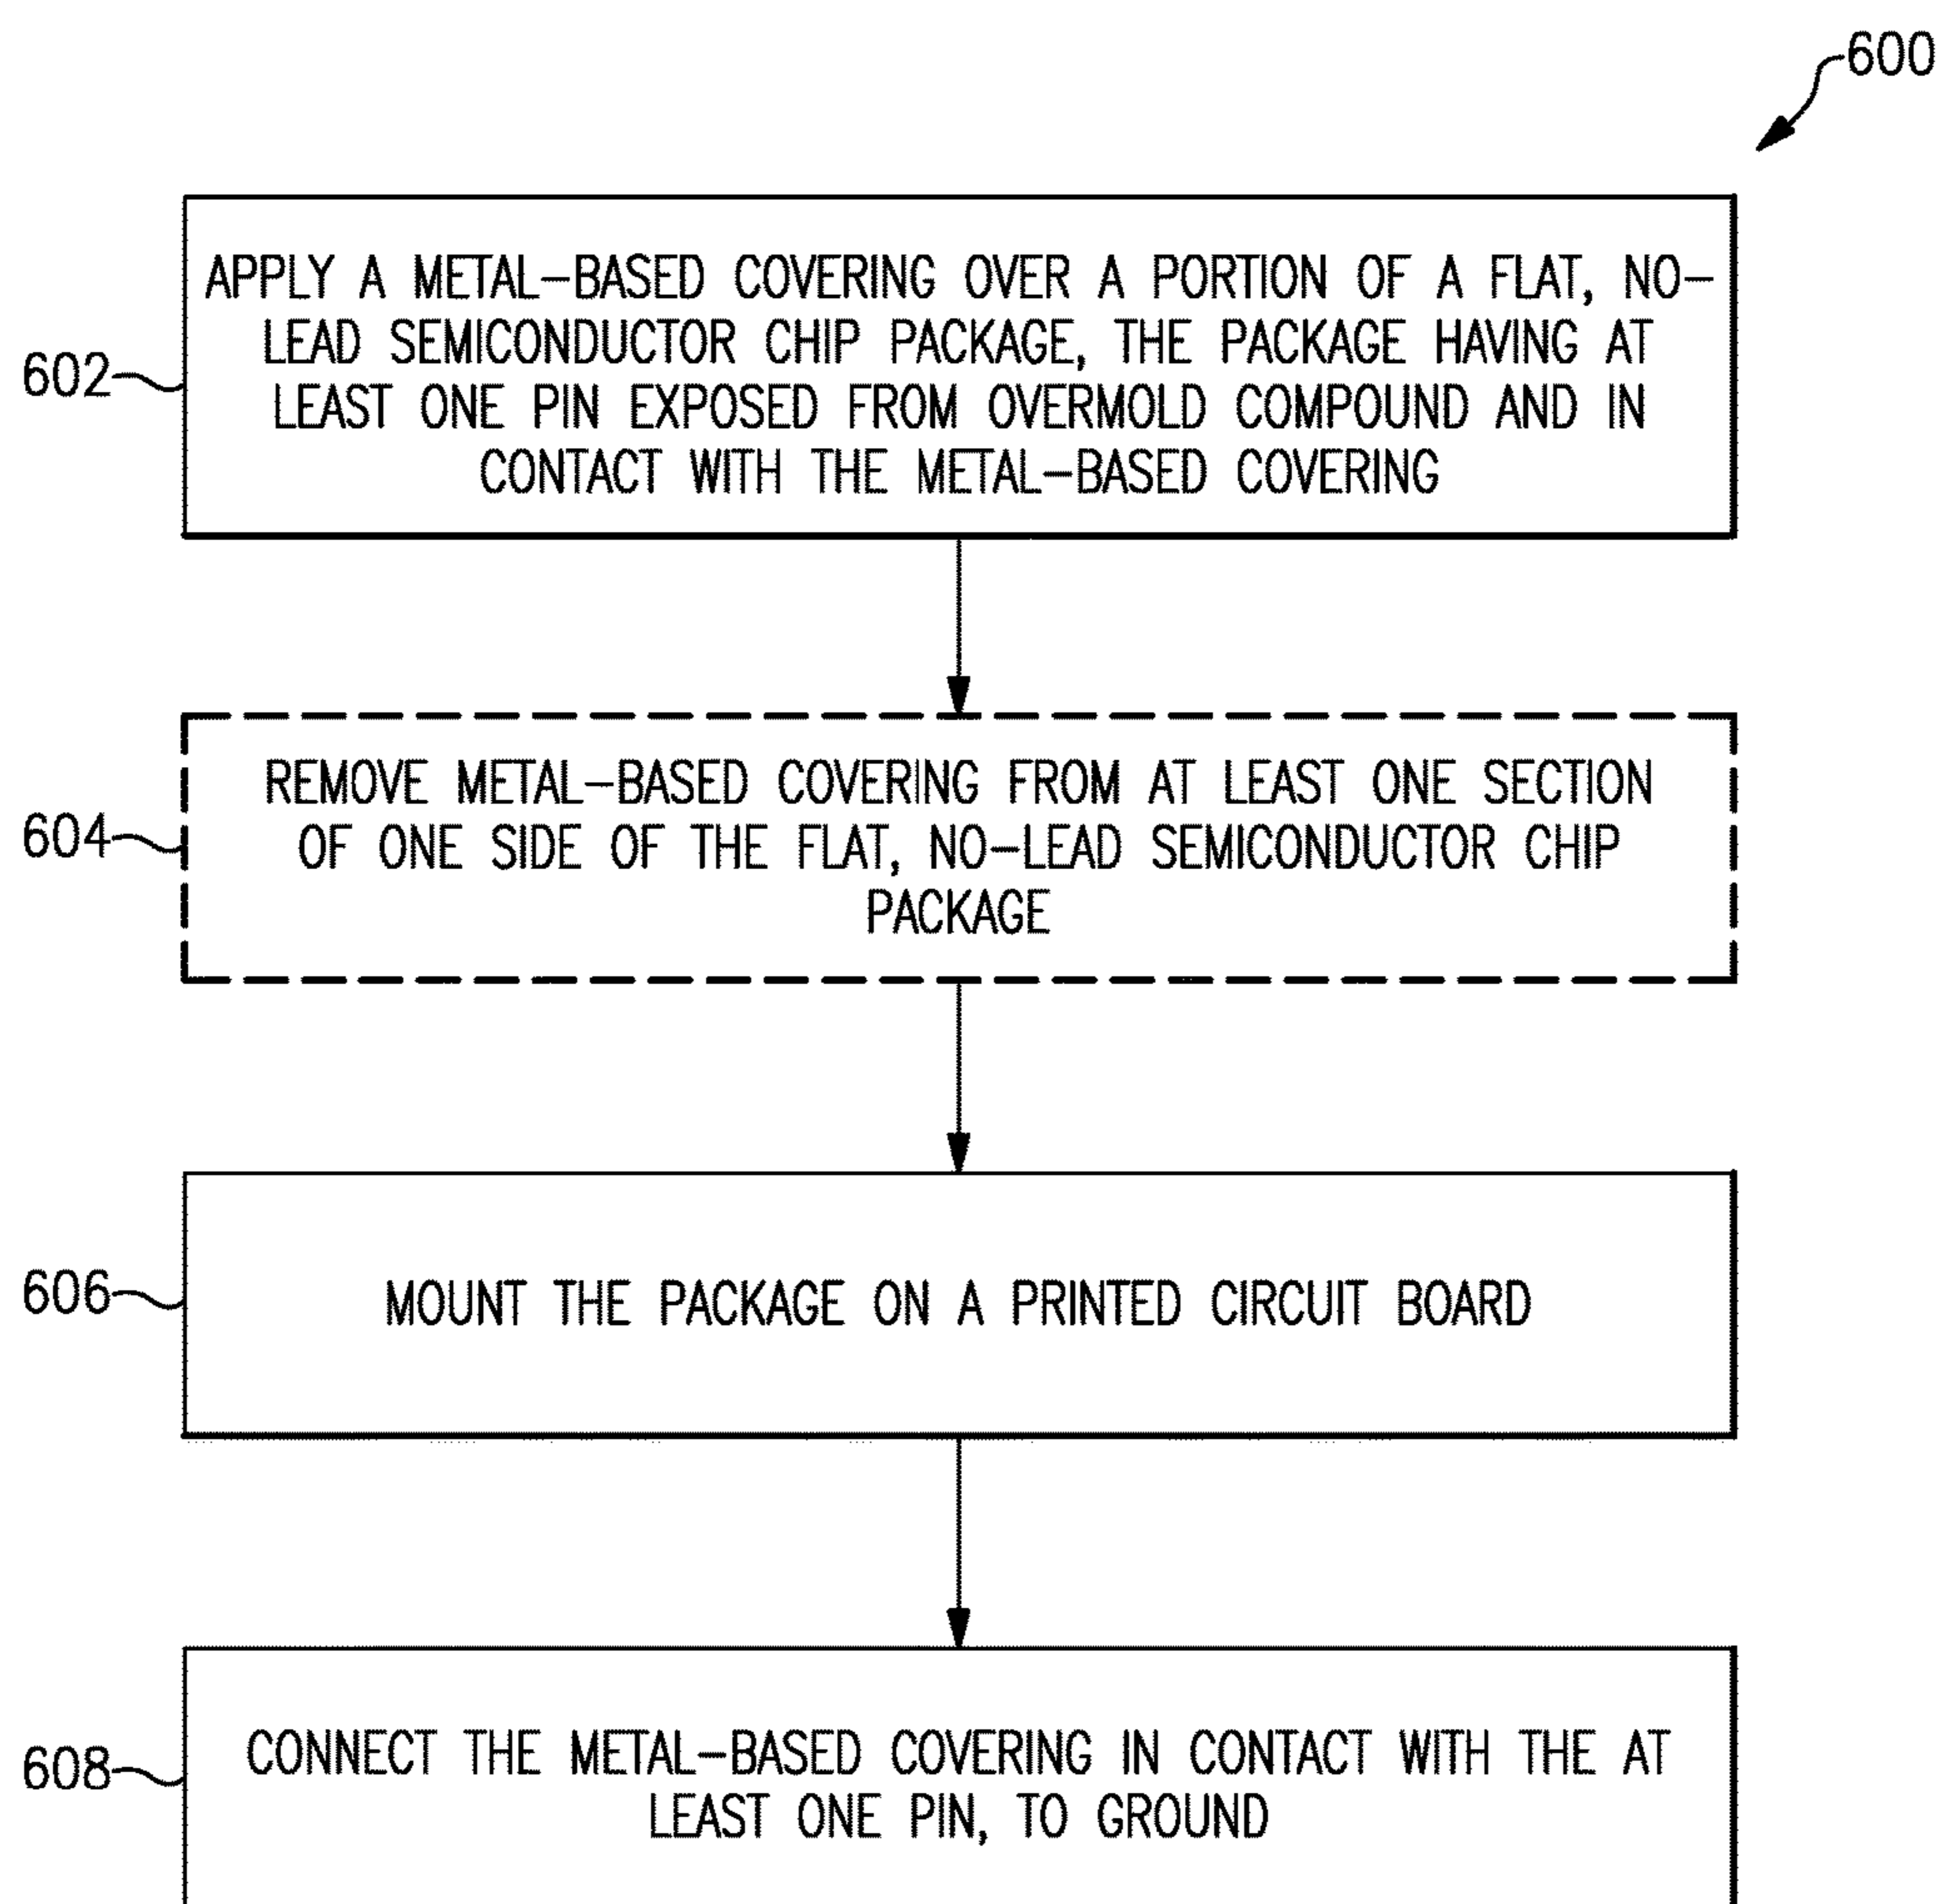 600
602
APPLY A METAL-BASED COVERING OVER A PORTION OF A FLAT, NO-
LEAD SEMICONDUCTOR CHIP PACKAGE, THE PACKAGE HAVING AT
LEAST ONE PIN EXPOSED FROM OVERMOLD COMPOUND AND IN
CONTACT WITH THE METAL-BASED COVERING
604
REMOVE METAL-BASED COVERING FROM AT LEAST ONE SECTION
OF ONE SIDE OF THE FLAT, NO-LEAD SEMICONDUCTOR CHIP
PACKAGE
606
MOUNT THE PACKAGE ON A PRINTED CIRCUIT BOARD
608
CONNECT THE METAL-BASED COVERING IN CONTACT WITH THE AT
LEAST ONE PIN, TO GROUND